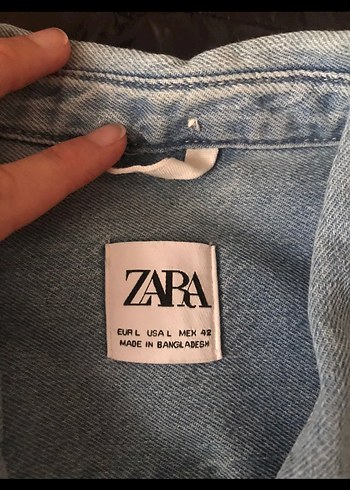 ZARA
EUR L USA L MEX 42
MADE IN BANGLADESH